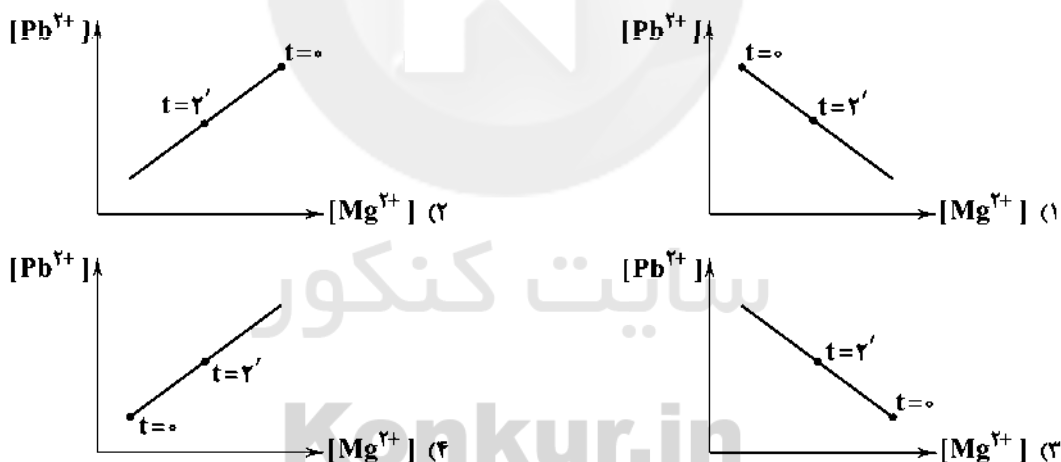 [Pb²⁺]
t=۰
t=۲′
[Mg²⁺] (۱
[Pb²⁺]
t=۰
t=۲′
[Mg²⁺] (۲
[Pb²⁺]
t=۲′
t=۰
[Mg²⁺] (۳
[Pb²⁺]
t=۲′
t=۰
[Mg²⁺] (۴
سایت کنکور
Konkur.in